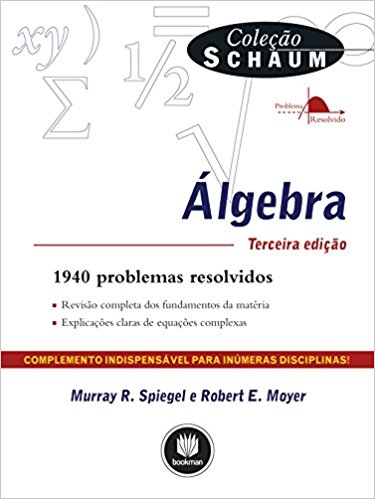 xy)
1/2
=
√
Σ
∞
Coleção
SCHAUM
Problema
Resolvido
Álgebra
Terceira edição
1940 problemas resolvidos
Revisão completa dos fundamentos da matéria
Explicações claras de equações complexas
COMPLEMENTO INDISPENSÁVEL PARA INÚMERAS DISCIPLINAS!
Murray R. Spiegel e Robert E. Moyer
bookman